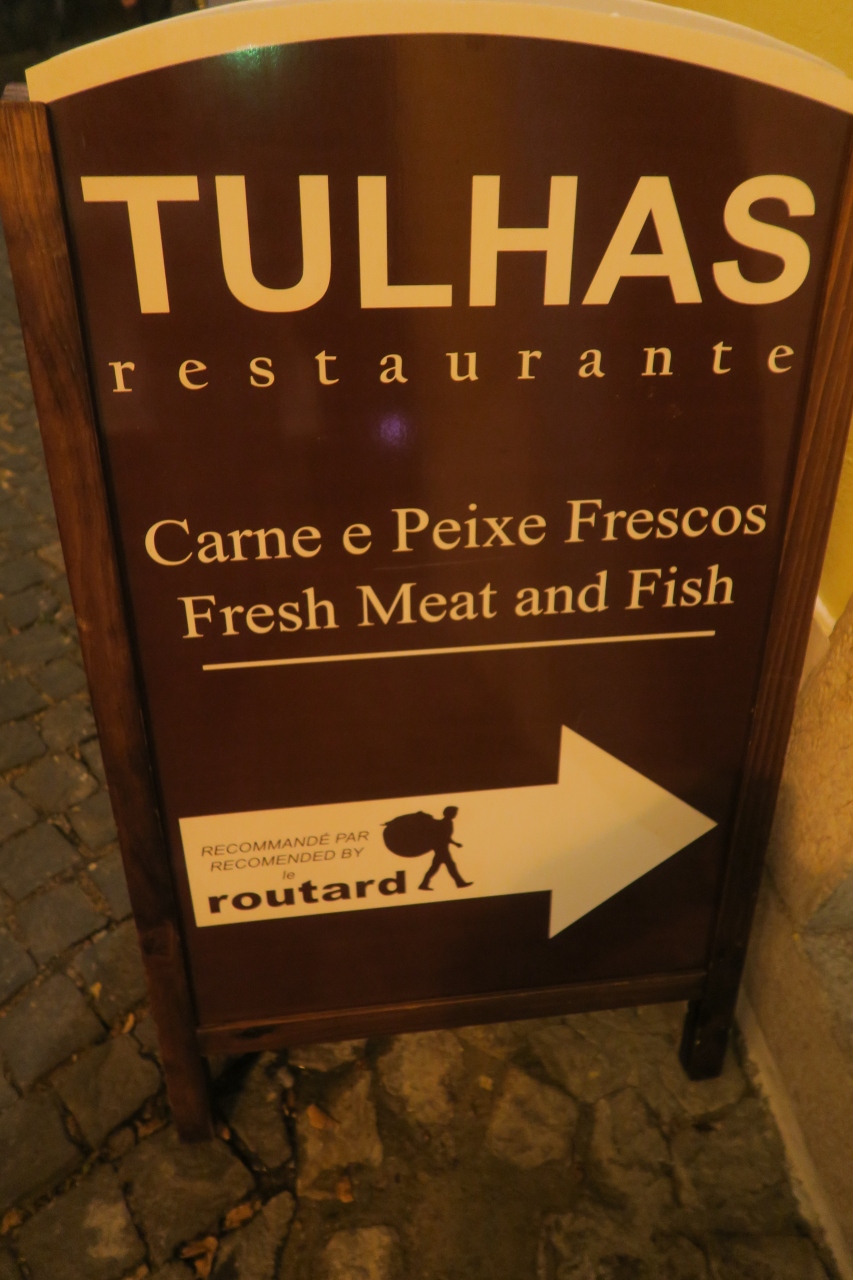 TULHAS
restaurante
Carne e Peixe Frescos
Fresh Meat and Fish
RECOMMANDÉ PAR
RECOMENDED BY
le
routard